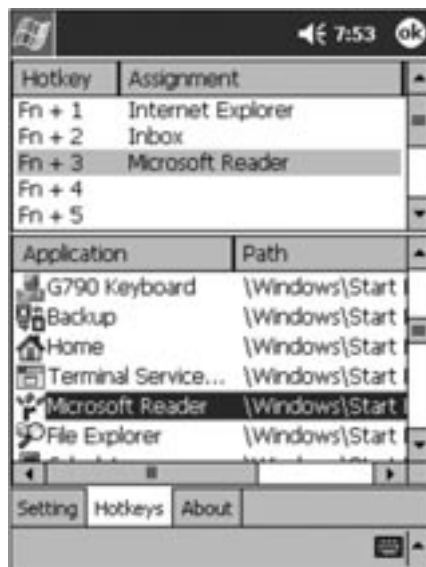 7:53 ok
Hotkey Assignment
Fn + 1 Internet Explorer
Fn + 2 Inbox
Fn + 3 Microsoft Reader
Fn + 4
Fn + 5
Application Path
G790 Keyboard \Windows\Start
Backup \Windows\Start
Home \Windows\Start
Terminal Service... \Windows\Start
Microsoft Reader \Windows\Start
File Explorer \Windows\Start
Setting Hotkeys About